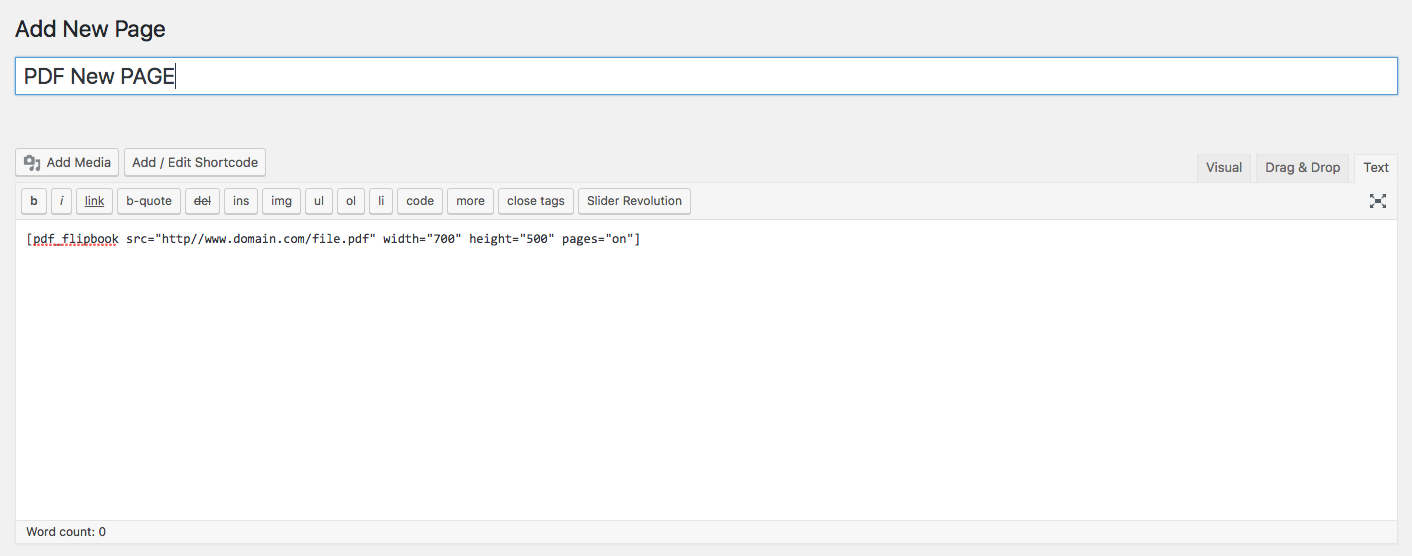 Add New Page
PDF New PAGE
Add Media Add / Edit Shortcode
Visual Drag & Drop Text
b i link b-quote del ins img ul ol li code more close tags Slider Revolution
[pdf_flipbook src="http//www.domain.com/file.pdf" width="700" height="500" pages="on"]
Word count: 0